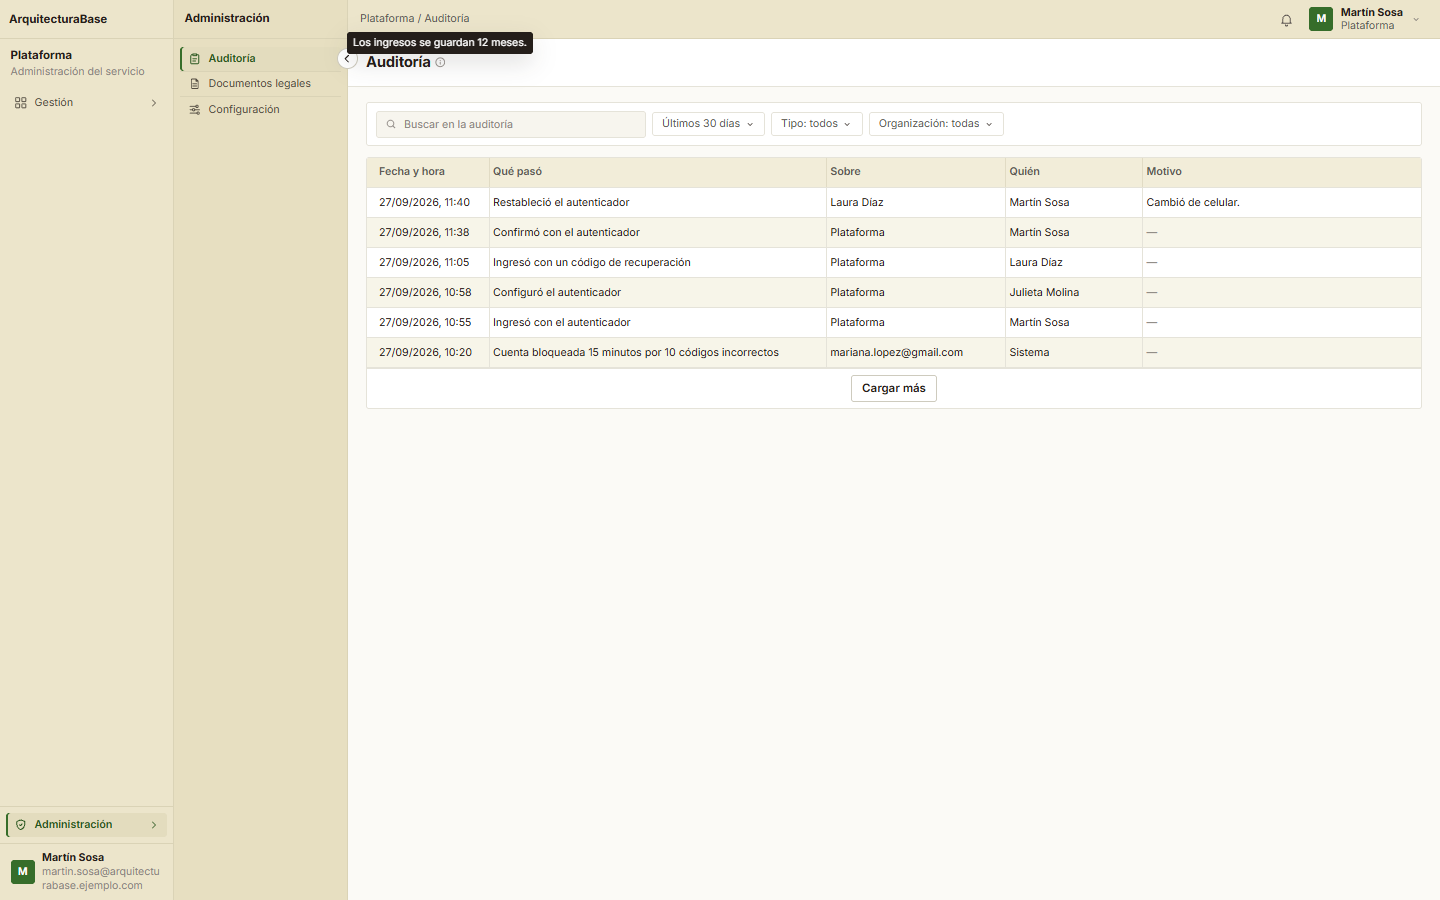 ArquitecturaBase
Plataforma
Administración del servicio
Gestión
Administración
Martín Sosa
martin.sosa@arquitectu
rabase.ejemplo.com
Administración
Auditoría
Documentos legales
Configuración
Plataforma / Auditoría
M
Martín Sosa
Plataforma
Los ingresos se guardan 12 meses.
Auditoría
Buscar en la auditoría
Últimos 30 días
Tipo: todos
Organización: todas
Fecha y hora Qué pasó Sobre Quién Motivo
27/09/2026, 11:40 Restableció el autenticador Laura Díaz Martín Sosa Cambió de celular.
27/09/2026, 11:38 Confirmó con el autenticador Plataforma Martín Sosa —
27/09/2026, 11:05 Ingresó con un código de recuperación Plataforma Laura Díaz —
27/09/2026, 10:58 Configuró el autenticador Plataforma Julieta Molina —
27/09/2026, 10:55 Ingresó con el autenticador Plataforma Martín Sosa —
27/09/2026, 10:20 Cuenta bloqueada 15 minutos por 10 códigos incorrectos mariana.lopez@gmail.com Sistema —
Cargar más
M